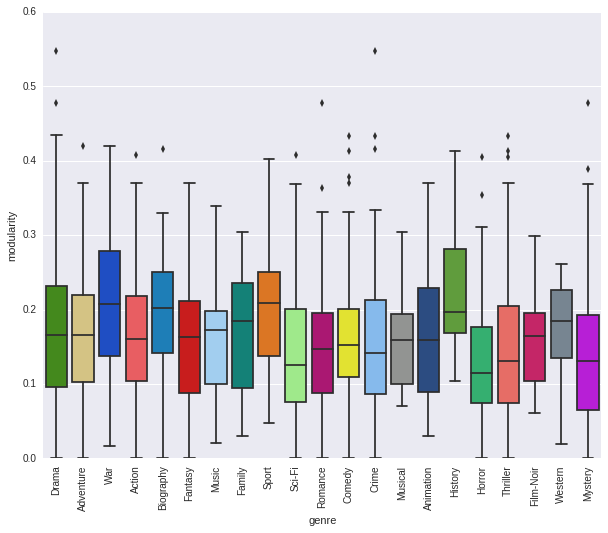 0.6
0.5
0.4
0.3
0.2
0.1
0.0
modularity
Drama
Adventure
War
Action
Biography
Fantasy
Music
Family
Sport
Sci-Fi
Romance
Comedy
Crime
Musical
Animation
History
Horror
Thriller
Film-Noir
Western
Mystery
genre